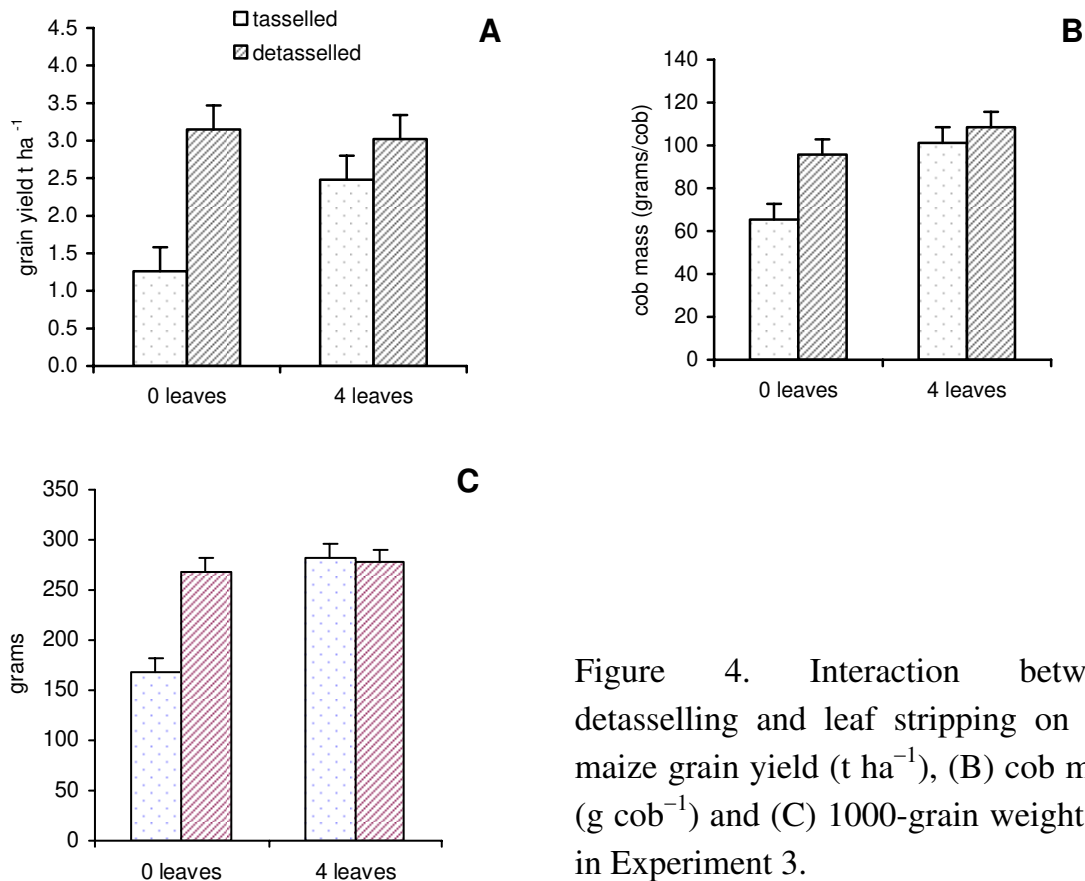 A
tasselled
detasselled
grain yield t ha⁻¹
4.5
4.0
3.5
3.0
2.5
2.0
1.5
1.0
0.5
0.0
0 leaves 4 leaves
B
cob mass (grams/cob)
140
120
100
80
60
40
20
0
0 leaves 4 leaves
C
grams
350
300
250
200
150
100
50
0
0 leaves 4 leaves
Figure 4. Interaction betw
detasselling and leaf stripping on
maize grain yield (t ha⁻¹), (B) cob m
(g cob⁻¹) and (C) 1000-grain weight
in Experiment 3.